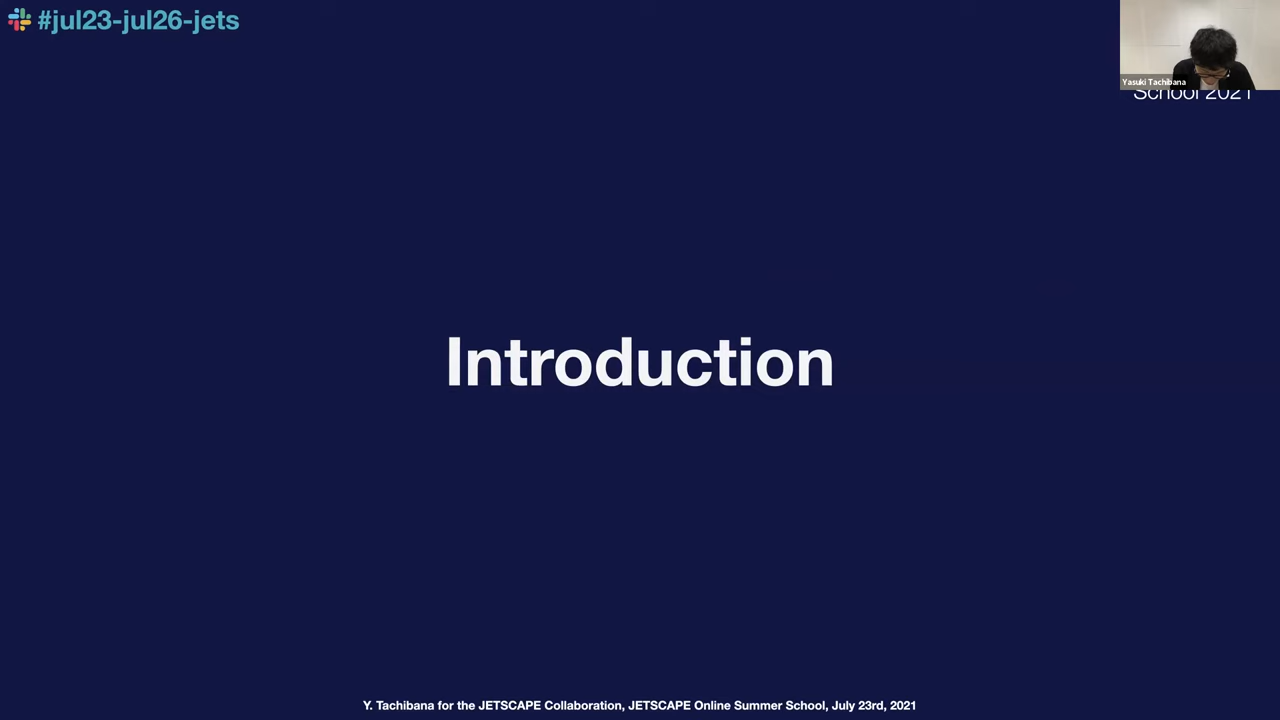 #jul23-jul26-jets
Yasuki Tachibana
School 2021
Introduction
Y. Tachibana for the JETSCAPE Collaboration, JETSCAPE Online Summer School, July 23rd, 2021